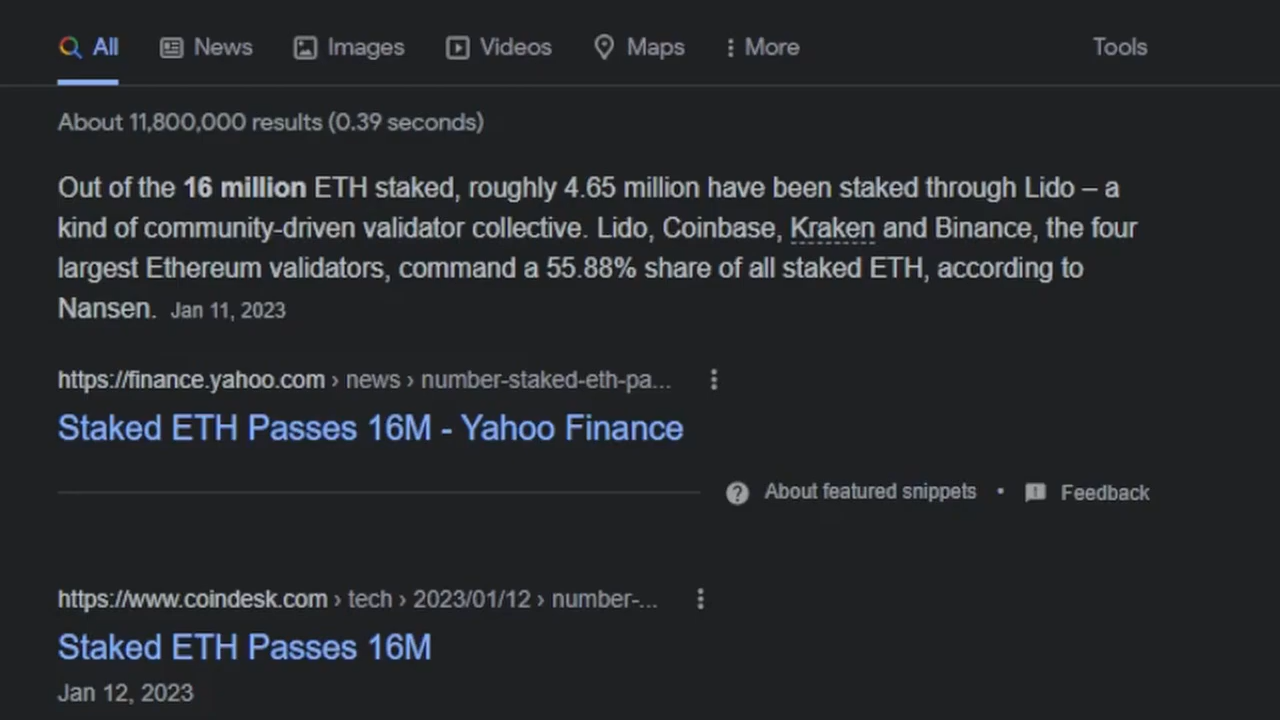 All News Images Videos Maps More Tools
About 11,800,000 results (0.39 seconds)
Out of the 16 million ETH staked, roughly 4.65 million have been staked through Lido – a
kind of community-driven validator collective. Lido, Coinbase, Kraken and Binance, the four
largest Ethereum validators, command a 55.88% share of all staked ETH, according to
Nansen. Jan 11, 2023
https://finance.yahoo.com › news › number-staked-eth-pa...
Staked ETH Passes 16M - Yahoo Finance
About featured snippets • Feedback
https://www.coindesk.com › tech › 2023/01/12 › number-...
Staked ETH Passes 16M
Jan 12, 2023